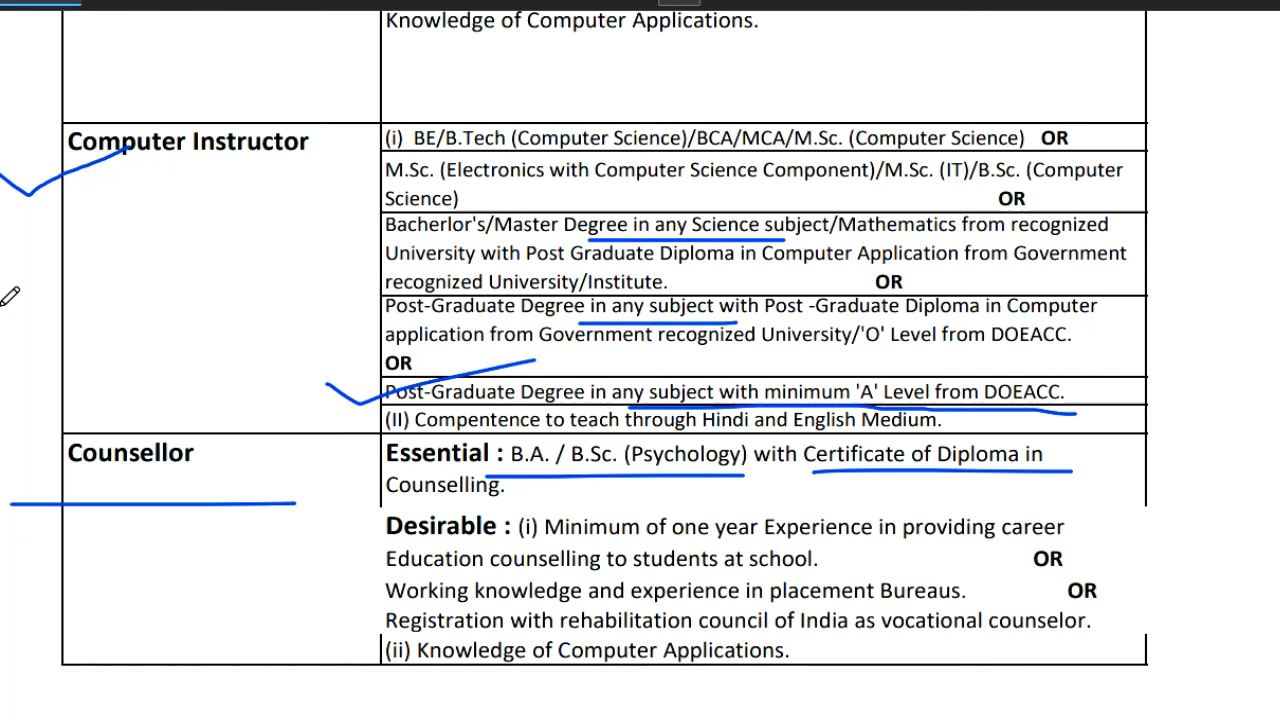 Knowledge of Computer Applications.
Computer Instructor
(i) BE/B.Tech (Computer Science)/BCA/MCA/M.Sc. (Computer Science) OR
M.Sc. (Electronics with Computer Science Component)/M.Sc. (IT)/B.Sc. (Computer
Science) OR
Bacherlor's/Master Degree in any Science subject/Mathematics from recognized
University with Post Graduate Diploma in Computer Application from Government
recognized University/Institute. OR
Post-Graduate Degree in any subject with Post -Graduate Diploma in Computer
application from Government recognized University/'O' Level from DOEACC.
OR
Post-Graduate Degree in any subject with minimum 'A' Level from DOEACC.
(II) Compentence to teach through Hindi and English Medium.
Counsellor
Essential : B.A. / B.Sc. (Psychology) with Certificate of Diploma in
Counselling.
Desirable : (i) Minimum of one year Experience in providing career
Education counselling to students at school. OR
Working knowledge and experience in placement Bureaus. OR
Registration with rehabilitation council of India as vocational counselor.
(ii) Knowledge of Computer Applications.